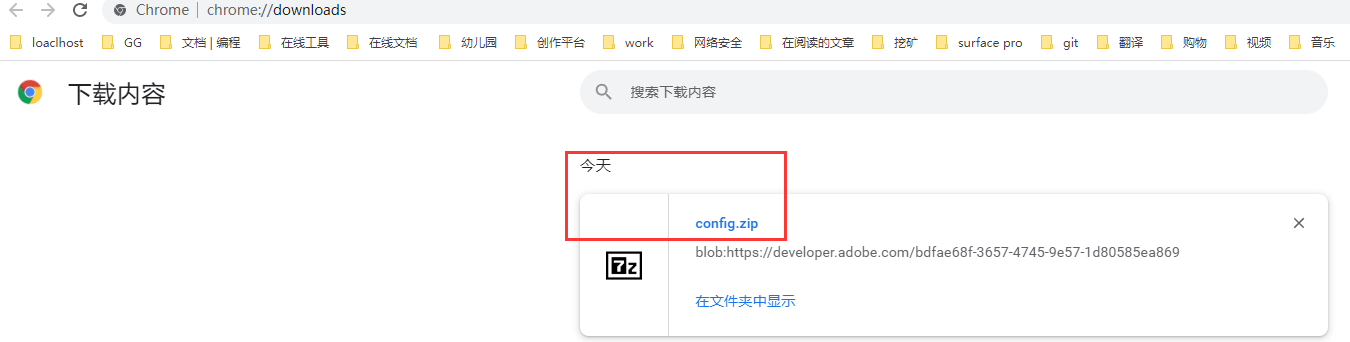 Chrome | chrome://downloads
loaclhost GG 文档 | 编程 在线工具 在线文档 幼儿园 创作平台 work 网络安全 在阅读的文章 挖矿 surface pro git 翻译 购物 视频 音乐
下载内容
搜索下载内容
今天
config.zip
7z
blob:https://developer.adobe.com/bdfae68f-3657-4745-9e57-1d80585ea869
在文件夹中显示